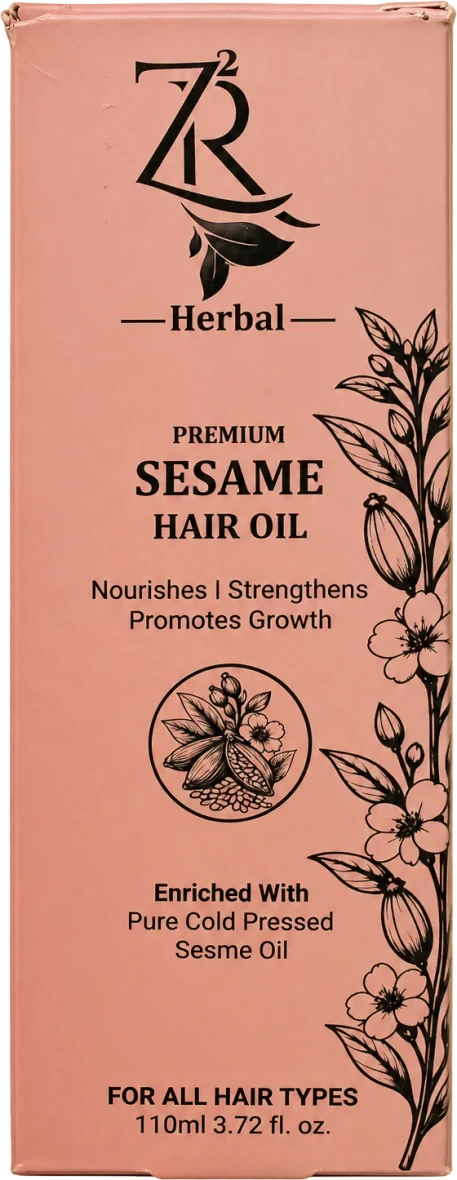 Z²R
Herbal
PREMIUM
SESAME
HAIR OIL
Nourishes | Strengthens
Promotes Growth
Enriched With
Pure Cold Pressed
Sesme Oil
FOR ALL HAIR TYPES
110ml 3.72 fl. oz.